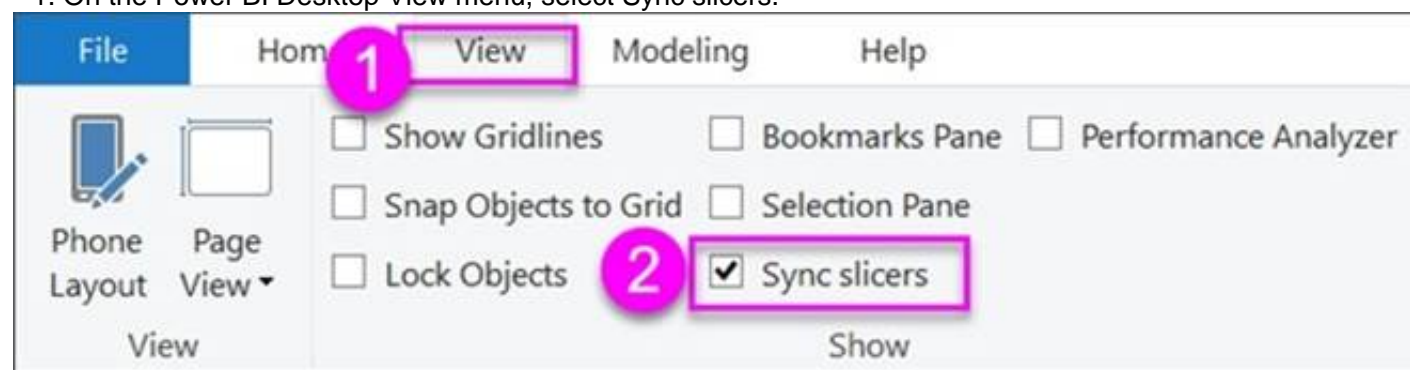 1. On the Power BI Desktop View menu, select Sync slicers.
File Hom 1 View Modeling Help
Show Gridlines Bookmarks Pane Performance Analyzer
Snap Objects to Grid Selection Pane
Phone Layout Page View Lock Objects 2 Sync slicers
View Show